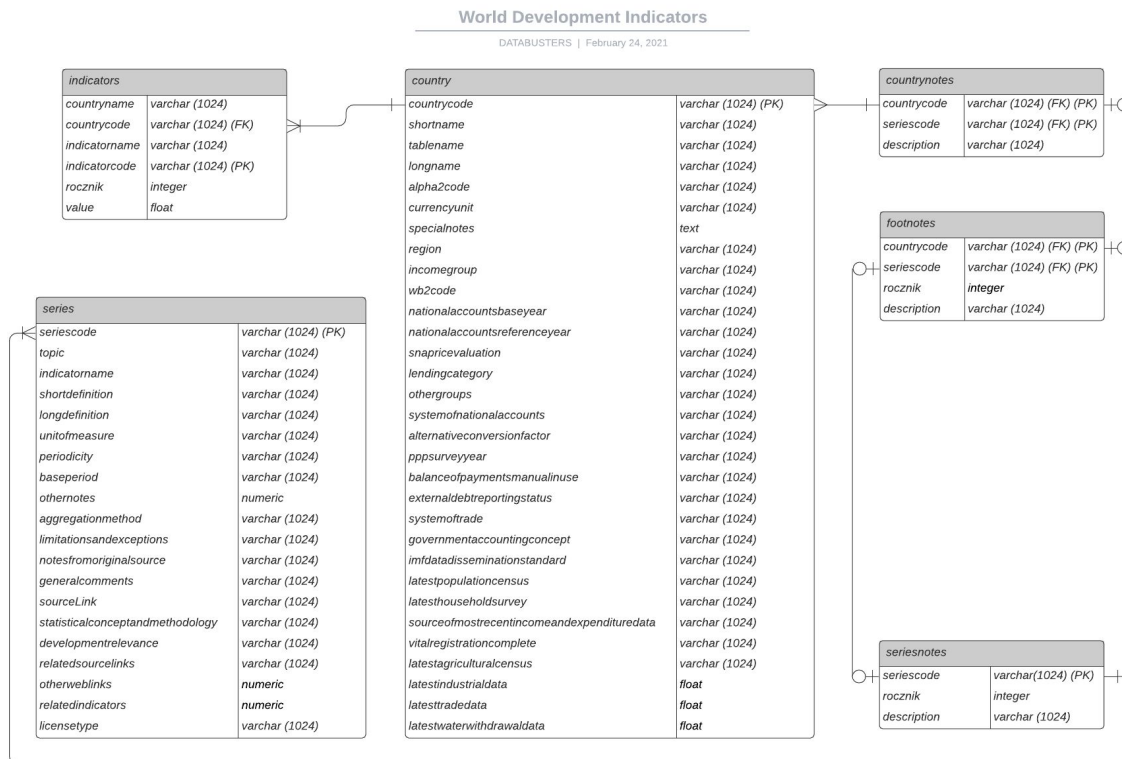 World Development Indicators
DATABUSTERS | February 24, 2021
indicators
countryname varchar (1024)
countrycode varchar (1024) (FK)
indicatorname varchar (1024)
indicatorcode varchar (1024) (PK)
rocznik integer
value float
series
seriescode varchar (1024) (PK)
topic varchar (1024)
indicatorname varchar (1024)
shortdefinition varchar (1024)
longdefinition varchar (1024)
unitofmeasure varchar (1024)
periodicity varchar (1024)
baseperiod varchar (1024)
othernotes numeric
aggregationmethod varchar (1024)
limitationsandexceptions varchar (1024)
notesfromoriginalsource varchar (1024)
generalcomments varchar (1024)
sourceLink varchar (1024)
statisticalconceptandmethodology varchar (1024)
developmentrelevance varchar (1024)
relatedsourcelinks varchar (1024)
otherweblinks numeric
relatedindicators numeric
licensetype varchar (1024)
country
countrycode varchar (1024) (PK)
shortname varchar (1024)
tablename varchar (1024)
longname varchar (1024)
alpha2code varchar (1024)
currencyunit varchar (1024)
specialnotes text
region varchar (1024)
incomegroup varchar (1024)
wb2code varchar (1024)
nationalaccountsbaseyear varchar (1024)
nationalaccountsreferenceyear varchar (1024)
snapricevaluation varchar (1024)
lendingcategory varchar (1024)
othergroups varchar (1024)
systemofnationalaccounts varchar (1024)
alternativeconversionfactor varchar (1024)
pppsurveyyear varchar (1024)
balanceofpaymentsmanualinuse varchar (1024)
externaldebtreportingstatus varchar (1024)
systemoftrade varchar (1024)
governmentaccountingconcept varchar (1024)
imfdatadisseminationstandard varchar (1024)
latestpopulationcensus varchar (1024)
latesthouseholdsurvey varchar (1024)
sourceofmostrecentincomeandexpendituredata varchar (1024)
vitalregistrationcomplete varchar (1024)
latestagriculturalcensus varchar (1024)
latestindustrialdata float
latesttradedata float
latestwaterwithdrawaldata float
countrynotes
countrycode varchar (1024) (FK) (PK)
seriescode varchar (1024) (FK) (PK)
description varchar (1024)
footnotes
countrycode varchar (1024) (FK) (PK)
seriescode varchar (1024) (FK) (PK)
rocznik integer
description varchar (1024)
seriesnotes
seriescode varchar(1024) (PK)
rocznik integer
description varchar (1024)